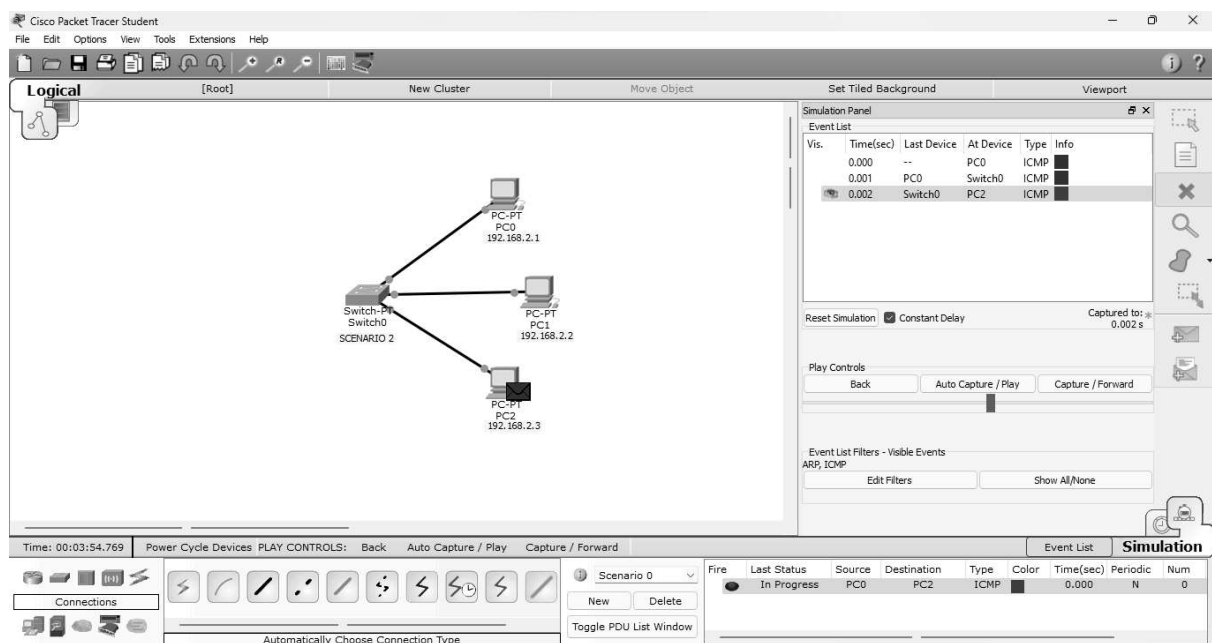 Cisco Packet Tracer Student
File Edit Options View Tools Extensions Help
Logical [Root] New Cluster Move Object Set Tiled Background Viewport
Simulation Panel
Event List
Vis. Time(sec) Last Device At Device Type Info
0.000 -- PC0 ICMP
0.001 PC0 Switch0 ICMP
0.002 Switch0 PC2 ICMP
PC-PT
PC0
192.168.2.1
Switch-PT
Switch0
SCENARIO 2
PC-PT
PC1
192.168.2.2
PC-PT
PC2
192.168.2.3
Reset Simulation Constant Delay Captured to:
0.002 s
Play Controls
Back Auto Capture / Play Capture / Forward
Event List Filters - Visible Events
ARP, ICMP
Edit Filters Show All/None
Time: 00:03:54.769 Power Cycle Devices PLAY CONTROLS: Back Auto Capture / Play Capture / Forward Event List Simulation
Connections
Automatically Choose Connection Type
Scenario 0
New Delete
Toggle PDU List Window
Fire Last Status Source Destination Type Color Time(sec) Periodic Num
In Progress PC0 PC2 ICMP 0.000 N 0